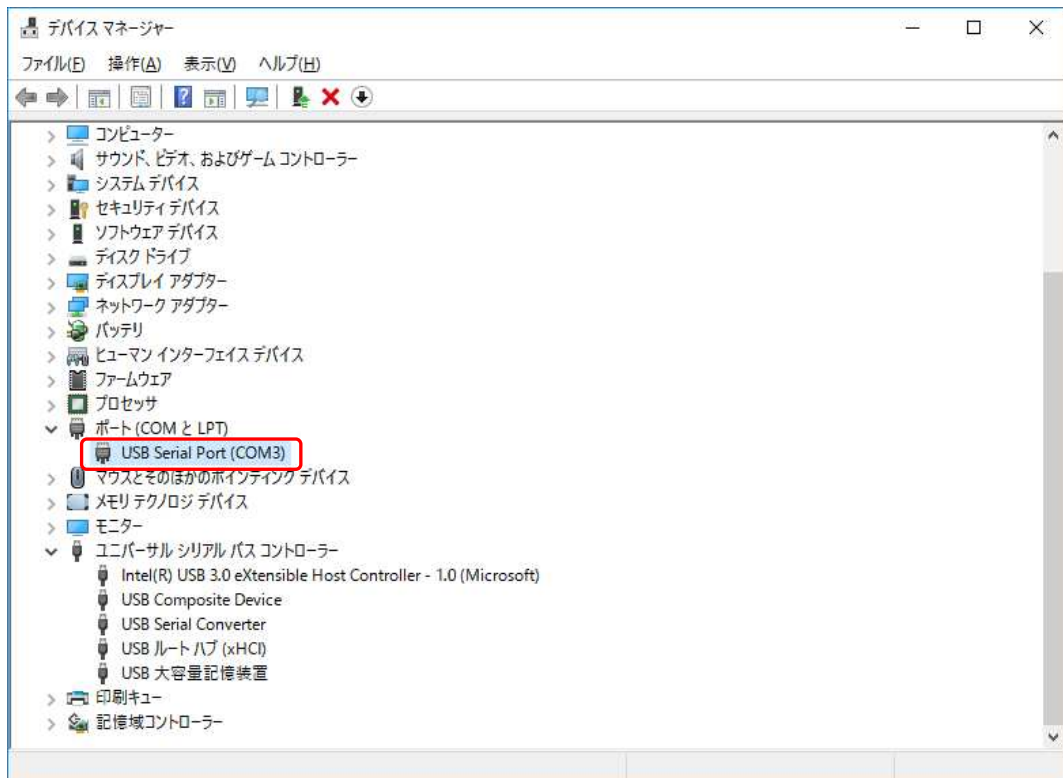 デバイス マネージャー
ファイル(F) 操作(A) 表示(V) ヘルプ(H)
コンピューター
サウンド、ビデオ、およびゲーム コントローラー
システム デバイス
セキュリティ デバイス
ソフトウェア デバイス
ディスク ドライブ
ディスプレイ アダプター
ネットワーク アダプター
バッテリ
ヒューマン インターフェイス デバイス
ファームウェア
プロセッサ
ポート (COM と LPT)
USB Serial Port (COM3)
マウスとそのほかのポインティング デバイス
メモリ テクノロジ デバイス
モニター
ユニバーサル シリアル バス コントローラー
Intel(R) USB 3.0 eXtensible Host Controller - 1.0 (Microsoft)
USB Composite Device
USB Serial Converter
USB ルート ハブ (xHCI)
USB 大容量記憶装置
印刷キュー
記憶域コントローラー